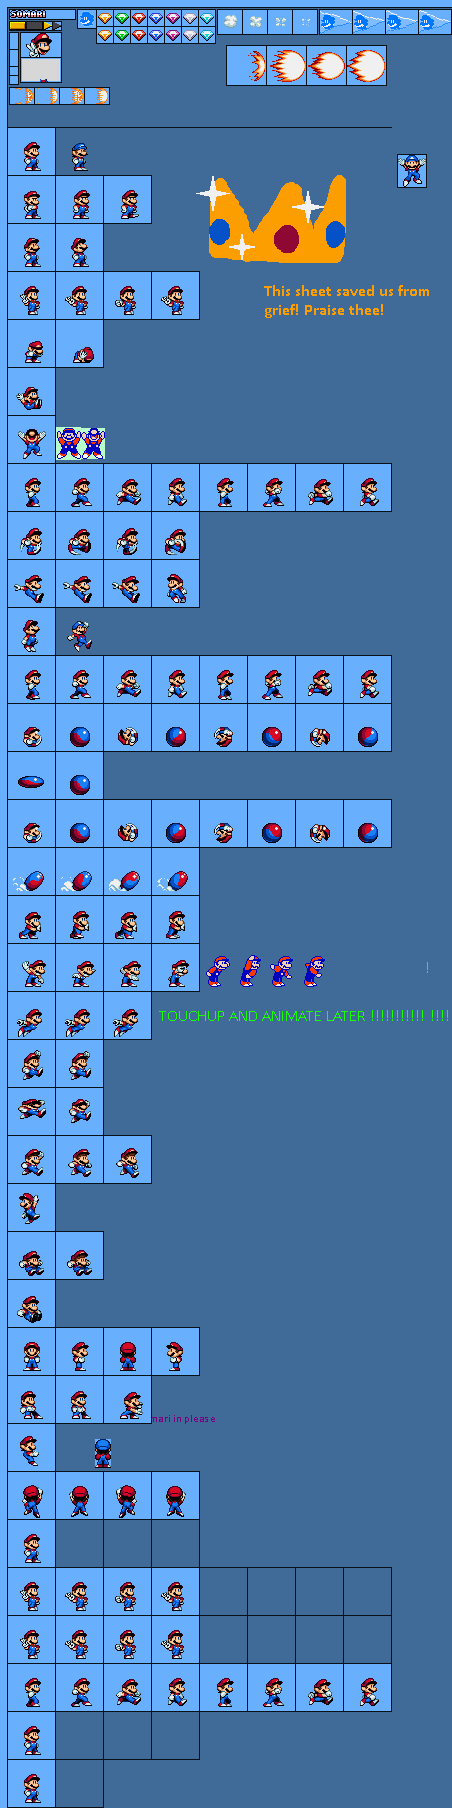 SOMARI
This sheet saved us from
grief! Praise thee!
!
TOUCHUP AND ANIMATE LATER !!!!!!!!!!! !!!!
mari in please